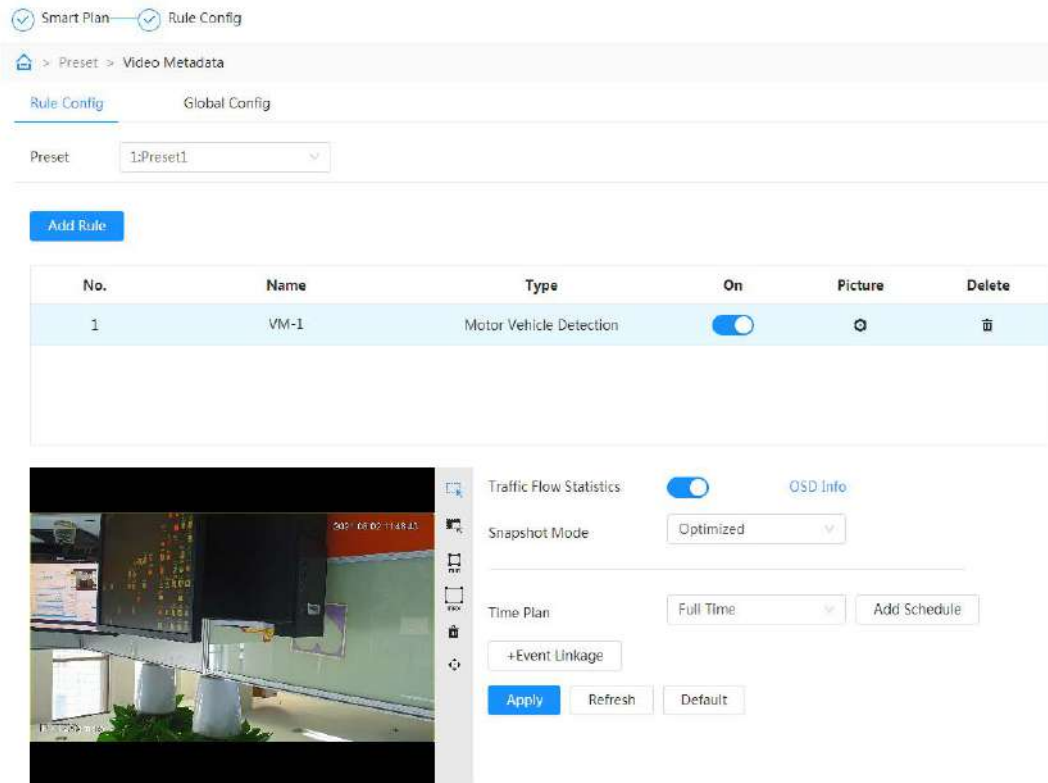 Smart Plan Rule Config
> Preset > Video Metadata
Rule Config Global Config
Preset 1:Preset1
Add Rule
No. Name Type On Picture Delete
1 VM-1 Motor Vehicle Detection
Traffic Flow Statistics OSD Info
Snapshot Mode Optimized
min
max
Time Plan Full Time Add Schedule
+Event Linkage
Apply Refresh Default